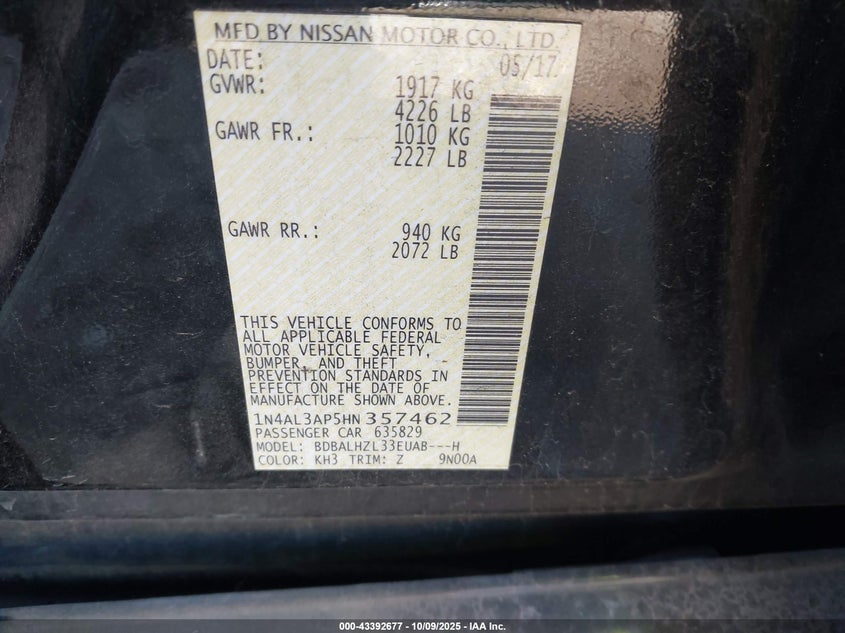 MFD BY NISSAN MOTOR CO., LTD.
DATE: 05/17
GVWR: 1917 KG
4226 LB
GAWR FR.: 1010 KG
2227 LB
GAWR RR.: 940 KG
2072 LB
THIS VEHICLE CONFORMS TO
ALL APPLICABLE FEDERAL
MOTOR VEHICLE SAFETY,
BUMPER, AND THEFT
PREVENTION STANDARDS IN
EFFECT ON THE DATE OF
MANUFACTURE SHOWN ABOVE.
1N4AL3AP5HN357462
PASSENGER CAR 635829
MODEL: BDBALHZL33EUAB---H
COLOR: KH3 TRIM: Z 9N00A
000-43392677 - 10/09/2025 - IAA Inc.